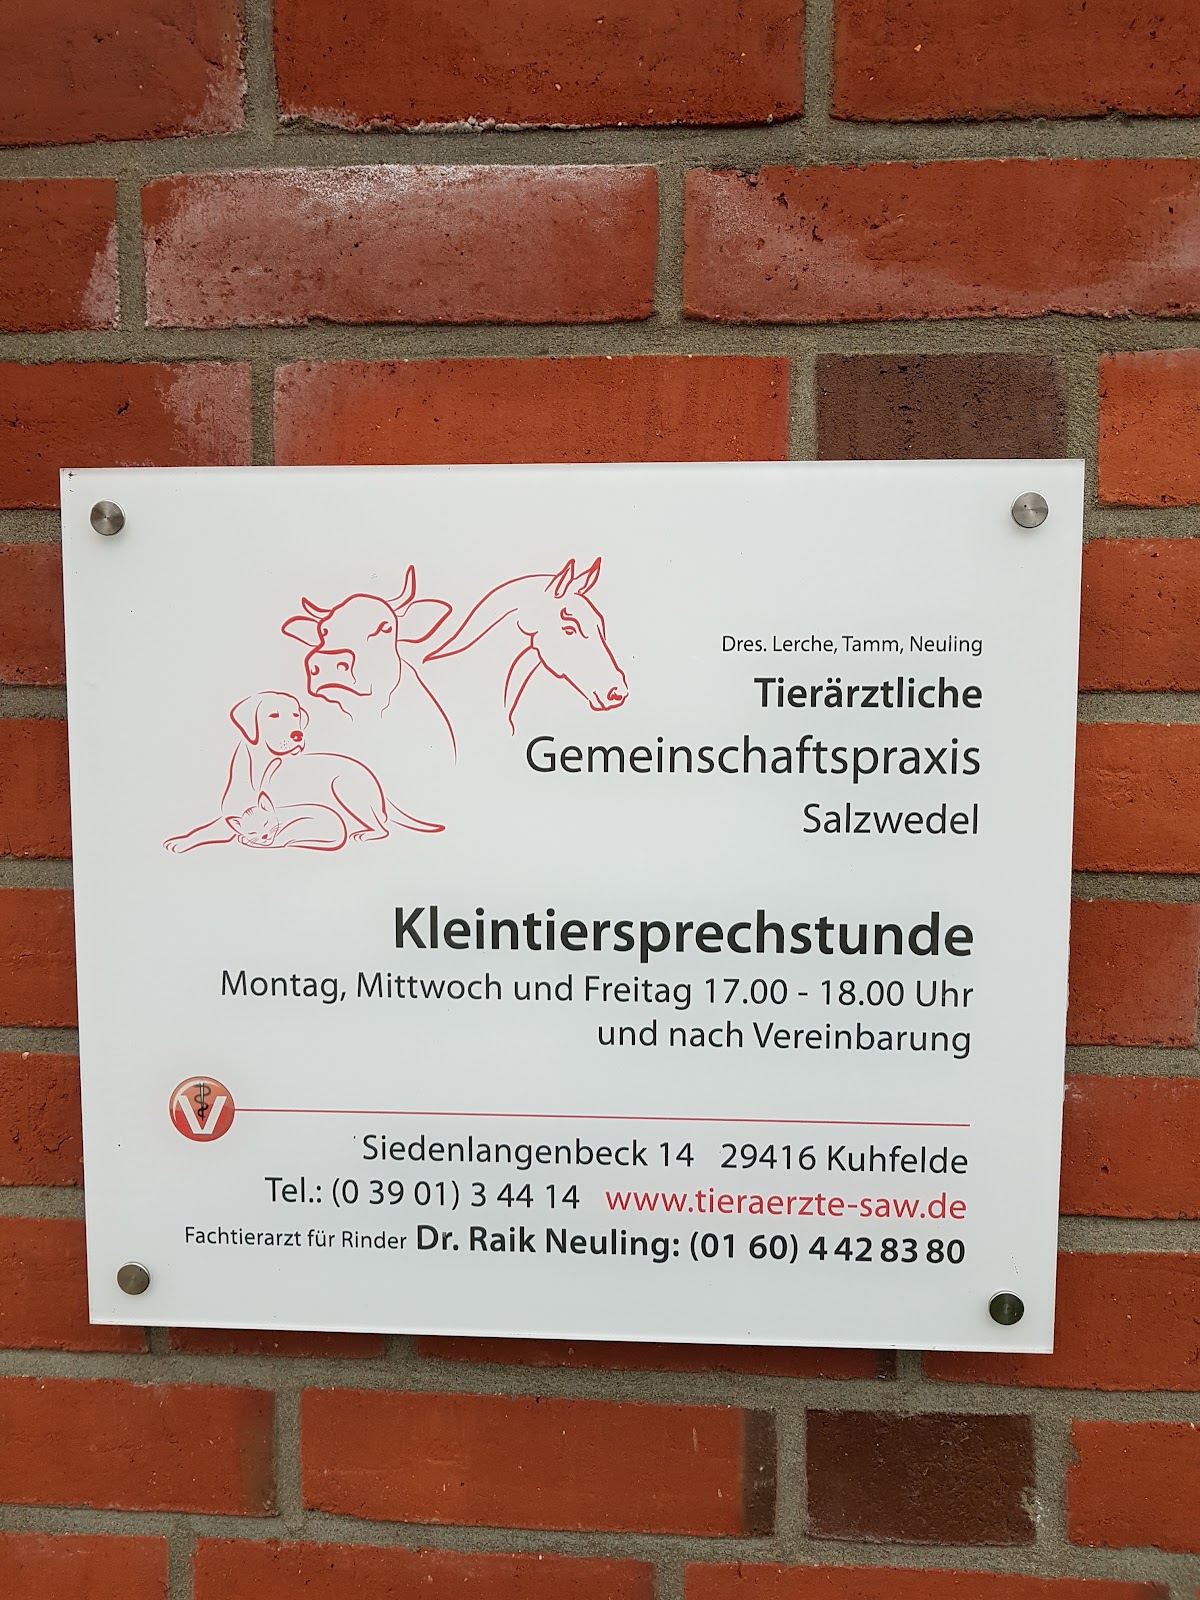 Dres. Lerche, Tamm, Neuling
Tierärztliche
Gemeinschaftspraxis
Salzwedel
Kleintiersprechstunde
Montag, Mittwoch und Freitag 17.00 - 18.00 Uhr
und nach Vereinbarung
V
Siedenlangenbeck 14 29416 Kuhfelde
Tel.: (0 39 01) 3 44 14 www.tieraerzte-saw.de
Fachtierarzt für Rinder Dr. Raik Neuling: (01 60) 4 42 83 80